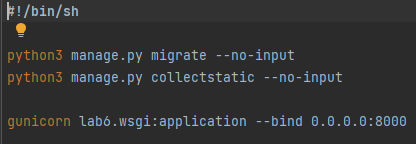 #!/bin/sh
python3 manage.py migrate --no-input
python3 manage.py collectstatic --no-input
gunicorn lab6.wsgi:application --bind 0.0.0.0:8000